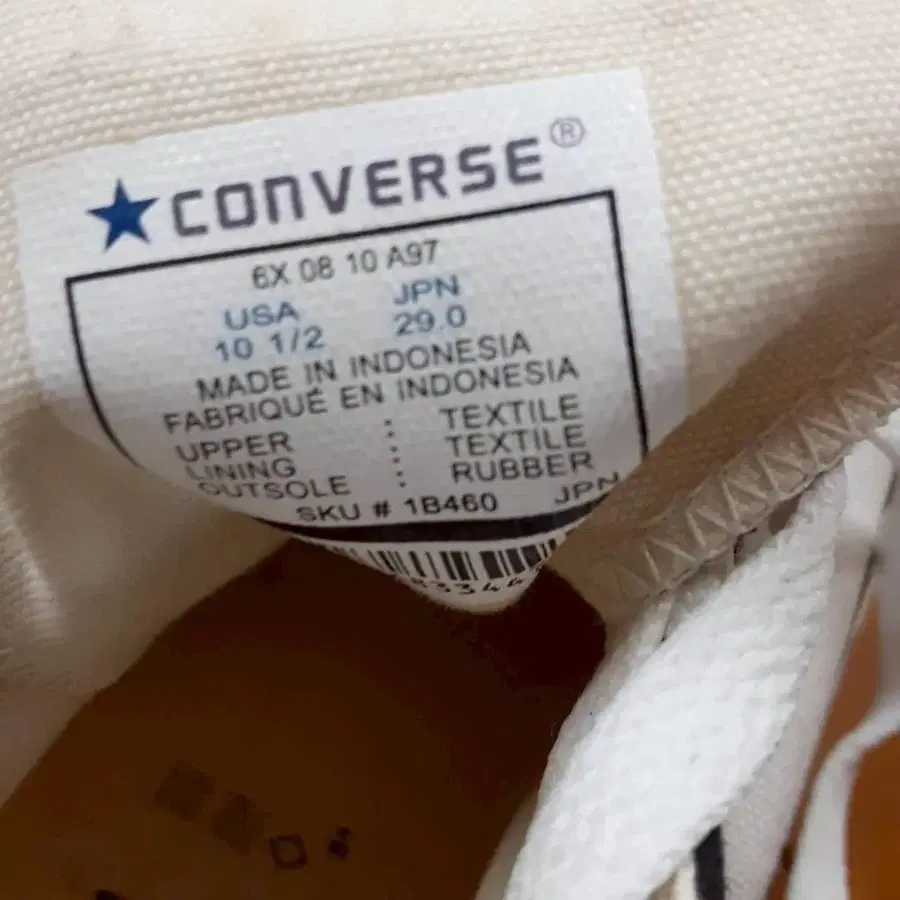 CONVERSE®
6X 08 10 A97
USA JPN
10 1/2 29.0
MADE IN INDONESIA
FABRIQUÉ EN INDONESIA
UPPER : TEXTILE
LINING : TEXTILE
OUTSOLE : RUBBER
SKU # 1B460 JPN